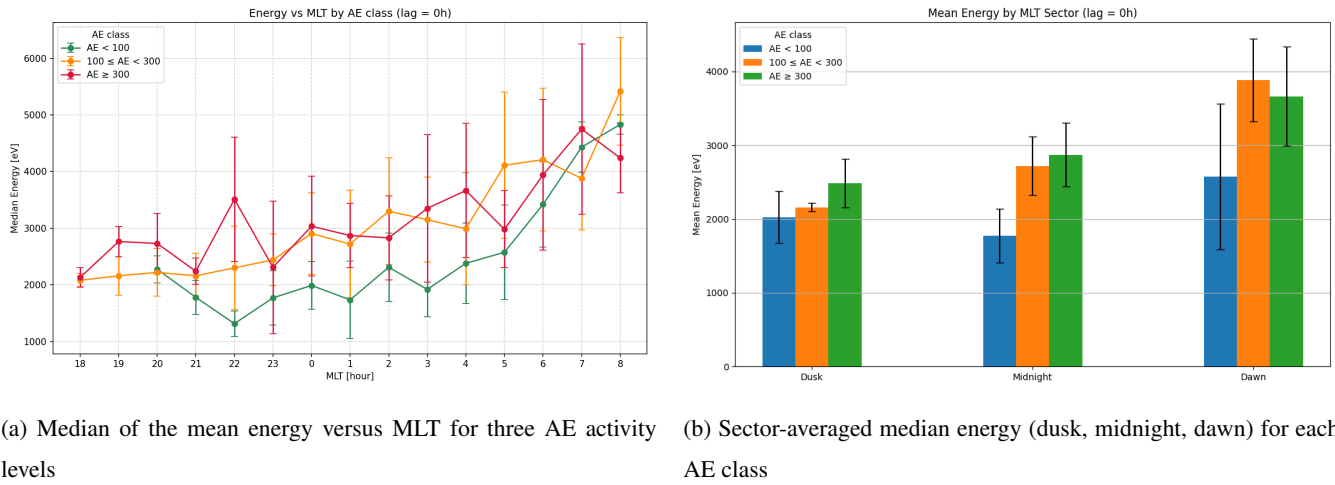 Energy vs MLT by AE class (lag = 0h)
AE class
AE < 100
100 ≤ AE < 300
AE ≥ 300
Median Energy [eV]
6000
5000
4000
3000
2000
1000
18 19 20 21 22 23 0 1 2 3 4 5 6 7 8
MLT [hour]
Mean Energy by MLT Sector (lag = 0h)
AE class
AE < 100
100 ≤ AE < 300
AE ≥ 300
Mean Energy [eV]
4000
3000
2000
1000
0
Dusk Midnight Dawn
(a) Median of the mean energy versus MLT for three AE activity
levels
(b) Sector-averaged median energy (dusk, midnight, dawn) for each
AE class